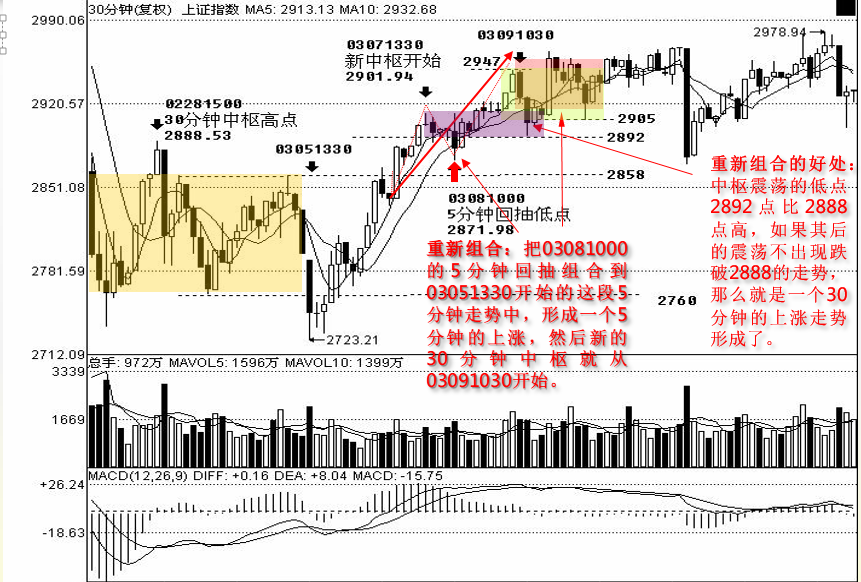 30分钟(复权) 上证指数 MA5: 2913.13 MA10: 2932.68
2990.06
2920.57
2851.08
2781.59
2712.09
02281500
30分钟中枢高点
2888.53
03051330
03071330
新中枢开始
2901.94
03091030
2947
2978.94
2905
2892
2858
2760
2723.21
03081000
5分钟回抽低点
2871.98
重新组合：把03081000
的5分钟回抽组合到
03051330开始的这段5
分钟走势中，形成一个5
分钟的上涨，然后新的
30分钟中枢就从
03091030开始。
重新组合的好处：
中枢震荡的低点
2892点比2888
点高，如果其后
的震荡不出现跌
破2888的走势，
那么就是一个30
分钟的上涨走势
形成了。
总手: 972万 MAVOL5: 1596万 MAVOL10: 1399万
3339
1669
MACD(12,26,9) DIFF: +0.16 DEA: +8.04 MACD: -15.75
+26.24
-18.63